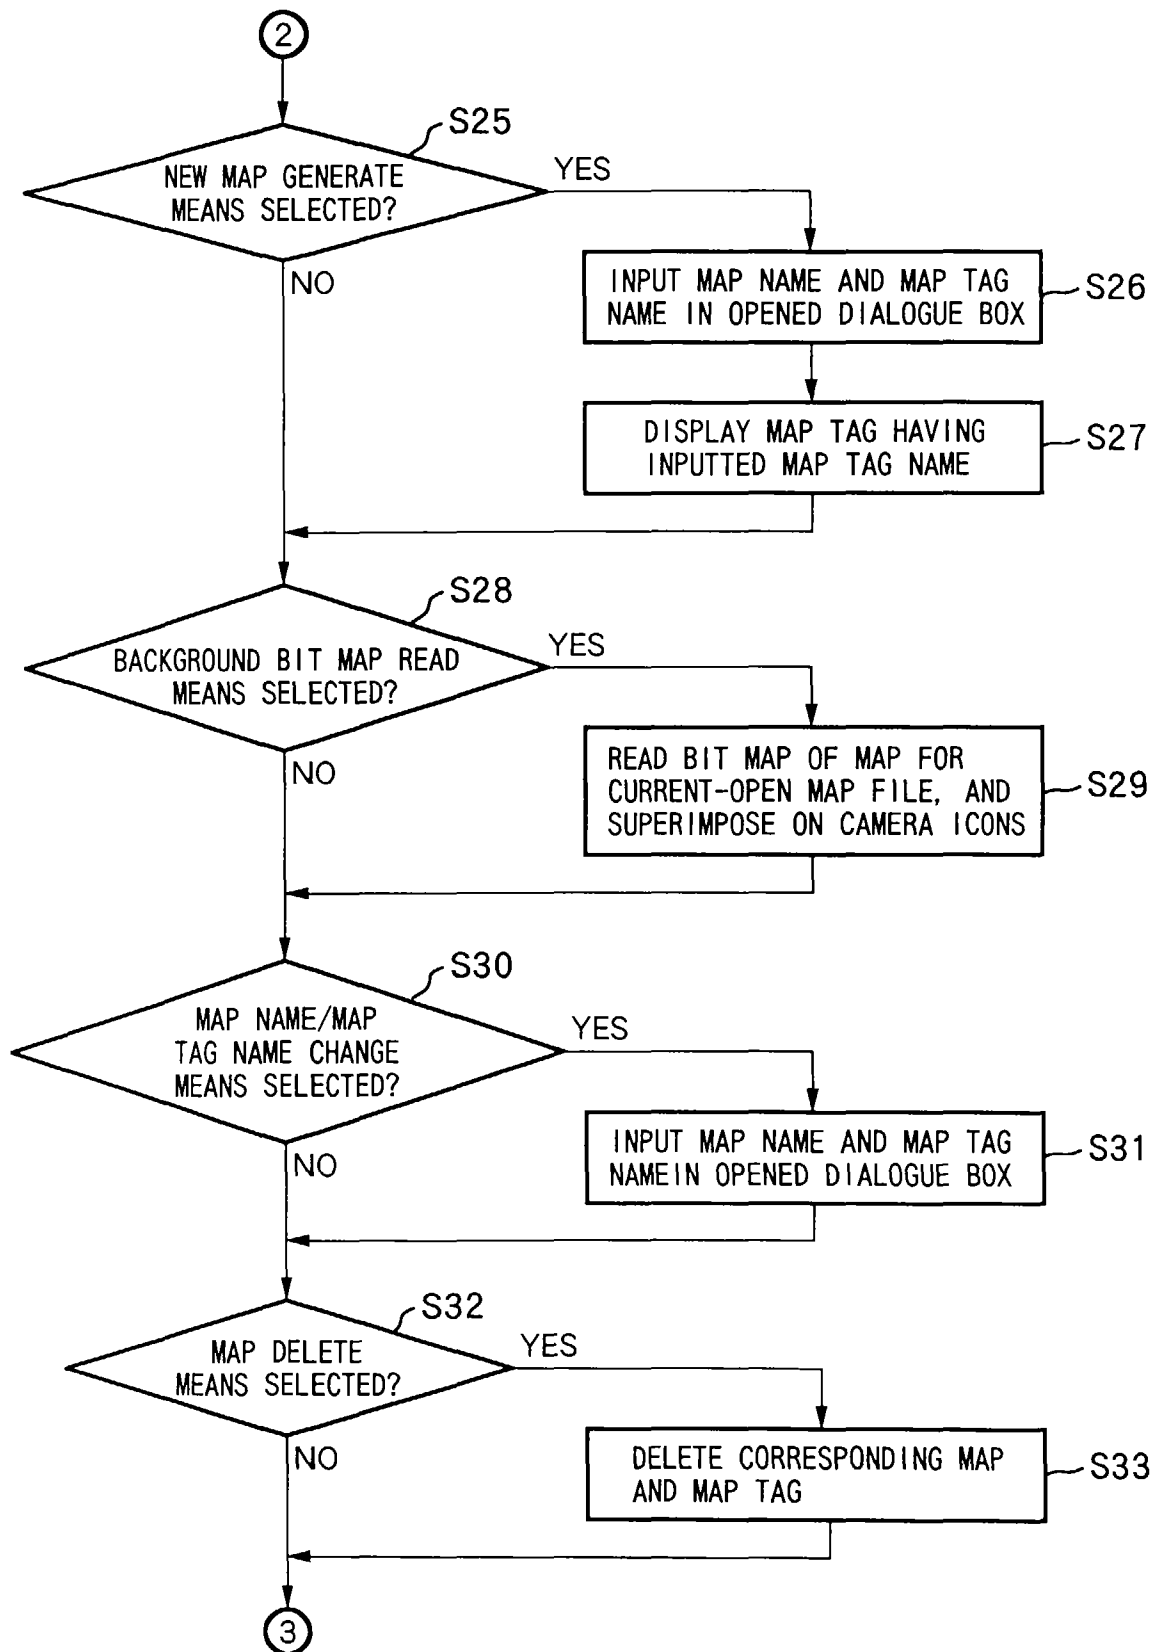 2
S25
NEW MAP GENERATE
MEANS SELECTED?
YES
NO
INPUT MAP NAME AND MAP TAG
NAME IN OPENED DIALOGUE BOX
S26
DISPLAY MAP TAG HAVING
INPUTTED MAP TAG NAME
S27
S28
BACKGROUND BIT MAP READ
MEANS SELECTED?
YES
NO
READ BIT MAP OF MAP FOR
CURRENT-OPEN MAP FILE, AND
SUPERIMPOSE ON CAMERA ICONS
S29
S30
MAP NAME/MAP
TAG NAME CHANGE
MEANS SELECTED?
YES
NO
INPUT MAP NAME AND MAP TAG
NAMEIN OPENED DIALOGUE BOX
S31
S32
MAP DELETE
MEANS SELECTED?
YES
NO
DELETE CORRESPONDING MAP
AND MAP TAG
S33
3